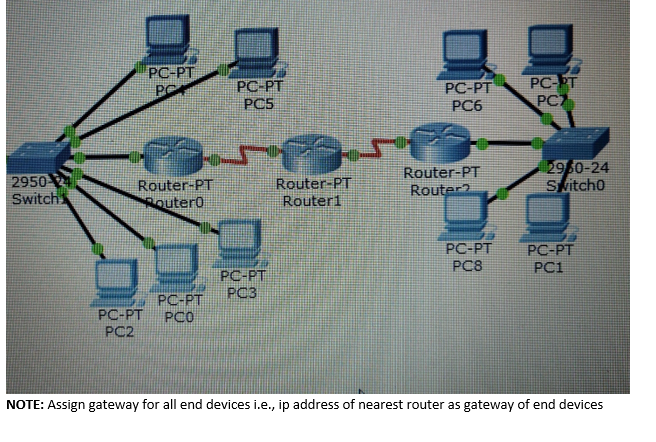 PC-PT
PC4
PC-PT
PC5
PC-PT
PC6
PC-PT
PC7
2950-24
Switch1
Router-PT
Router0
Router-PT
Router1
Router-PT
Router2
2950-24
Switch0
PC-PT
PC2
PC-PT
PC0
PC-PT
PC3
PC-PT
PC8
PC-PT
PC1
NOTE: Assign gateway for all end devices i.e., ip address of nearest router as gateway of end devices